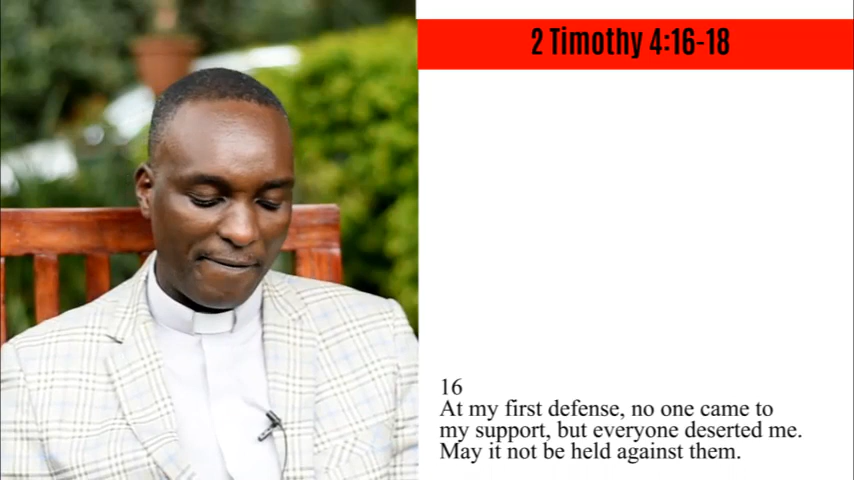 2 Timothy 4:16-18
16
At my first defense, no one came to
my support, but everyone deserted me.
May it not be held against them.